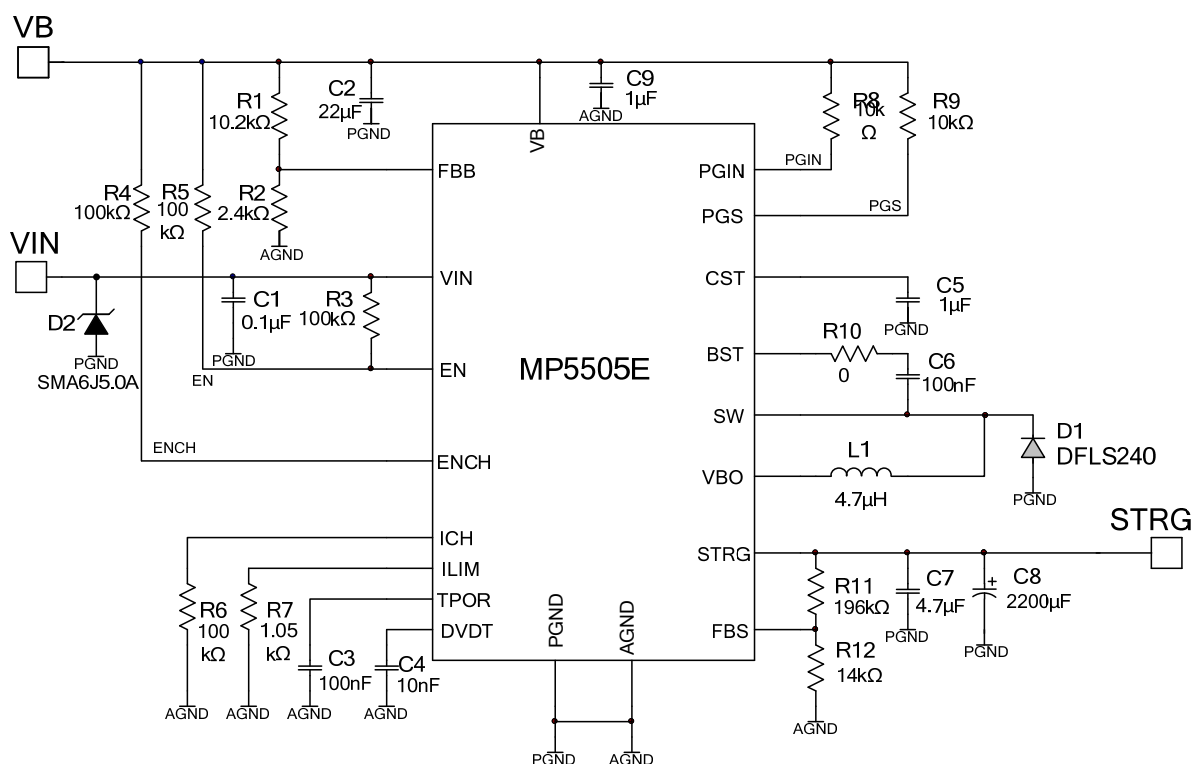 VB
R1
10.2kΩ
C2
22µF
PGND
C9
1µF
AGND
R8
10k
Ω
R9
10kΩ
VB
FBB
PGIN
PGIN
R4
100kΩ
R5
100
kΩ
R2
2.4kΩ
AGND
PGS
PGS
VIN
VIN
CST
C5
1µF
PGND
D2
PGND
SMA6J5.0A
C1
0.1µF
PGND
R3
100kΩ
EN
EN
MP5505E
BST
R10
0
C6
100nF
SW
D1
DFLS240
PGND
ENCH
ENCH
VBO
L1
4.7µH
STRG
ICH
ILIM
TPOR
DVDT
STRG
FBS
R6
100
kΩ
AGND
R7
1.05
kΩ
AGND
C3
100nF
AGND
C4
10nF
AGND
PGND
AGND
PGND
AGND
R11
196kΩ
R12
14kΩ
AGND
C7
4.7µF
PGND
+
C8
2200µF
PGND